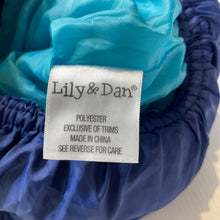 Lily & Dan®
POLYESTER
EXCLUSIVE OF TRIMS
MADE IN CHINA
SEE REVERSE FOR CARE